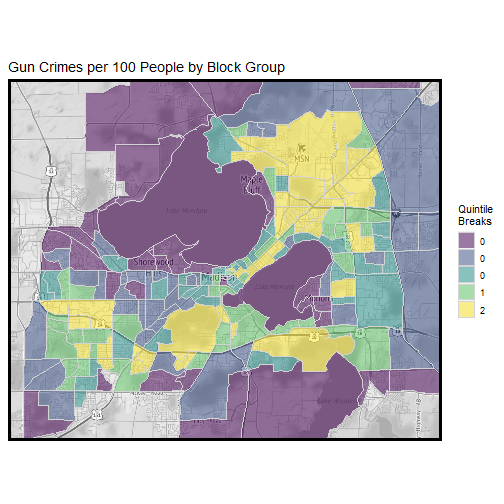 Gun Crimes per 100 People by Block Group
MSN
Maple
Bluff
Lake Mendota
Shorewood
Hills
Madison
Lake Monona
Quintile
Breaks
0
0
0
1
2